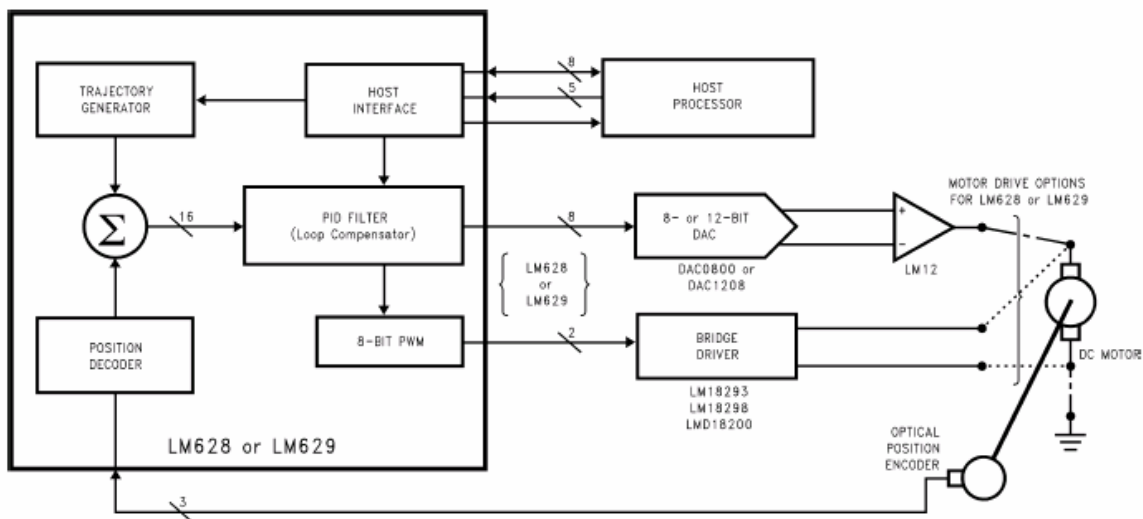 TRAJECTORY
GENERATOR
HOST
INTERFACE
8
5
HOST
PROCESSOR
Σ
16
PID FILTER
(Loop Compensator)
8
8- or 12-BIT
DAC
DAC0800 or
DAC1208
+
−
LM12
MOTOR DRIVE OPTIONS
FOR LM628 or LM629
LM628
or
LM629
POSITION
DECODER
8-BIT PWM
2
BRIDGE
DRIVER
LM18293
LM18298
LMD18200
DC MOTOR
LM628 or LM629
OPTICAL
POSITION
ENCODER
3